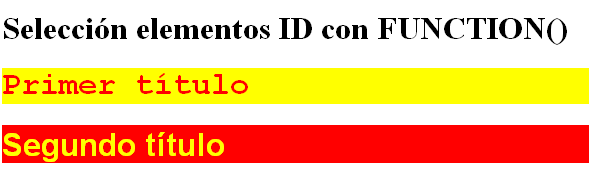 Selección elementos ID con FUNCTION()
Primer título
Segundo título